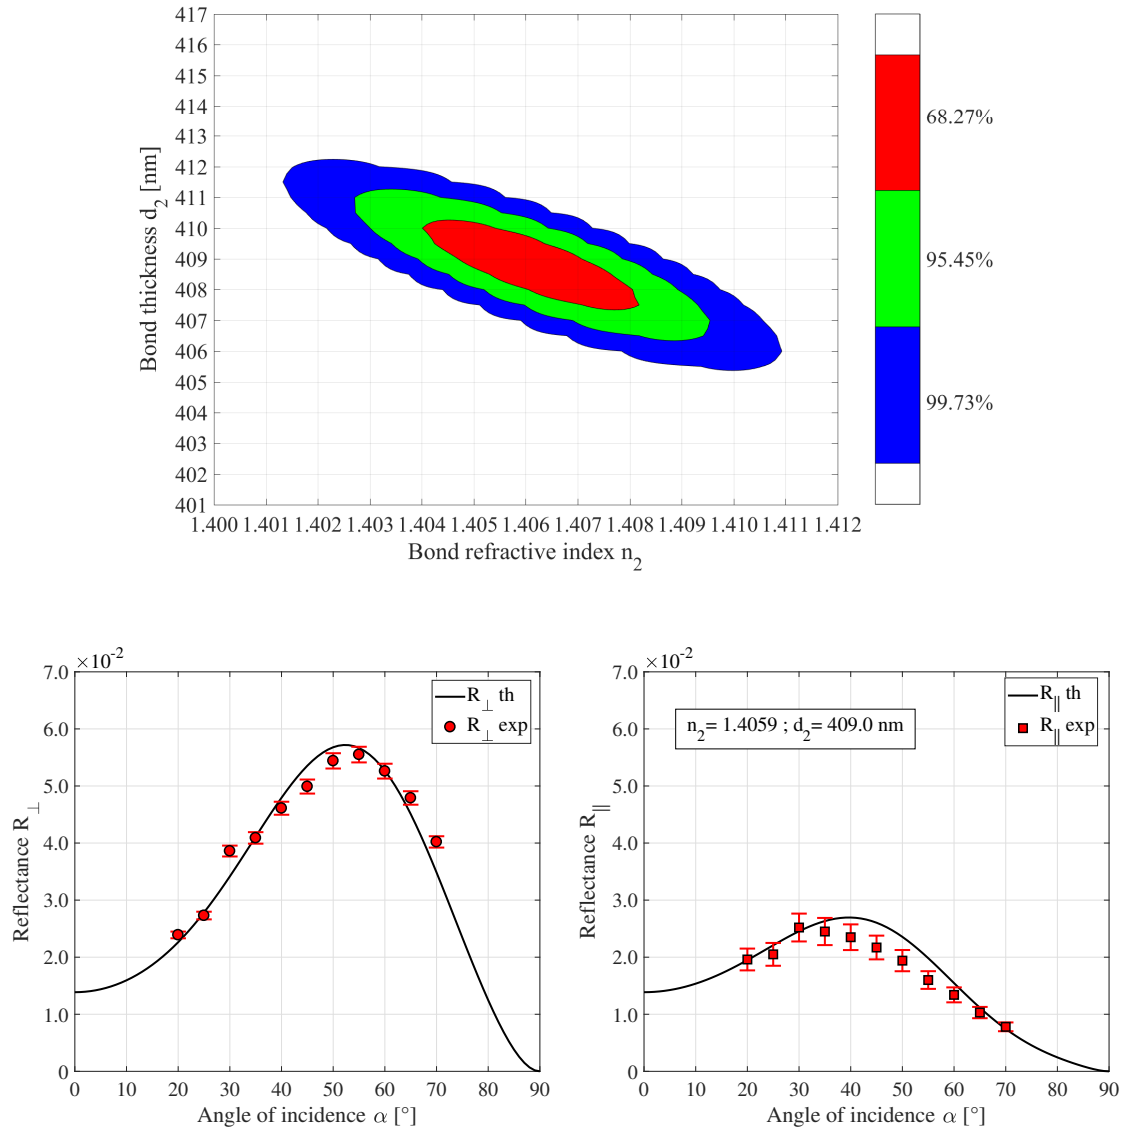 417
416
415
414
413
412
411
410
409
408
407
406
405
404
403
402
401
Bond thickness d2 [nm]
1.400 1.401 1.402 1.403 1.404 1.405 1.406 1.407 1.408 1.409 1.410 1.411 1.412
Bond refractive index n2
68.27%
95.45%
99.73%
×10-2
7.0
6.0
5.0
4.0
3.0
2.0
1.0
0
Reflectance R⊥
R⊥ th
R⊥ exp
0 10 20 30 40 50 60 70 80 90
Angle of incidence α [°]
×10-2
7.0
6.0
5.0
4.0
3.0
2.0
1.0
0
Reflectance R||
n2= 1.4059 ; d2= 409.0 nm
R|| th
R|| exp
0 10 20 30 40 50 60 70 80 90
Angle of incidence α [°]